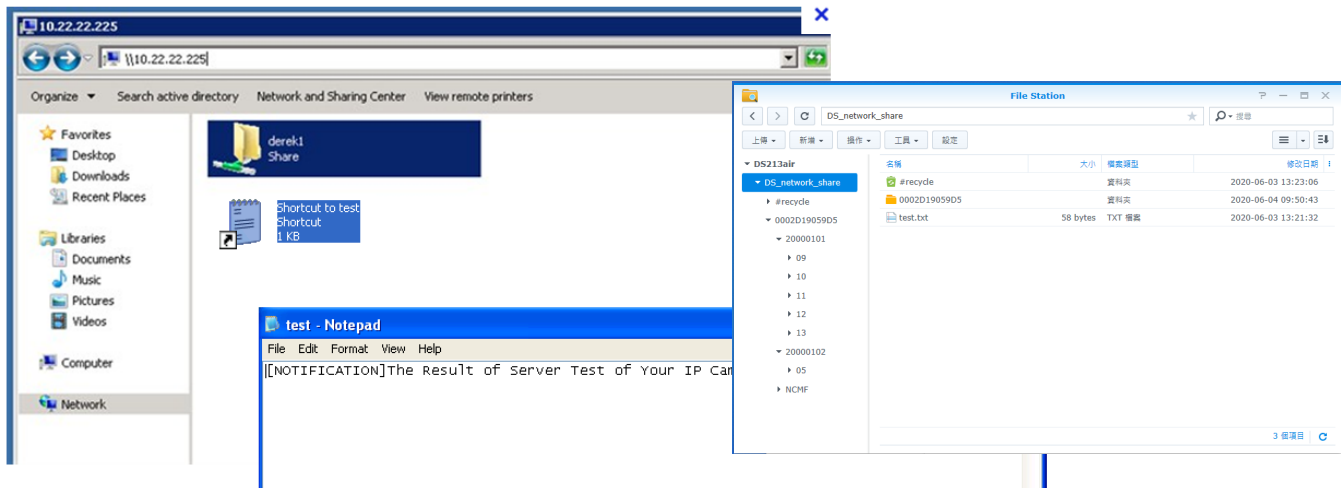 10.22.22.225
\\10.22.22.225
Organize Search active directory Network and Sharing Center View remote printers
Favorites
Desktop
Downloads
Recent Places
Libraries
Documents
Music
Pictures
Videos
Computer
Network
derek1
Share
Shortcut to test
Shortcut
1 KB
test - Notepad
File Edit Format View Help
[NOTIFICATION]The Result of Server Test of Your IP Cam
File Station
DS_network_share
搜尋
上傳 新增 操作 工具 設定
DS213air
DS_network_share
#recycle
0002D19059D5
20000101
09
10
11
12
13
20000102
05
NCMF
名稱 大小 檔案類型 修改日期
#recycle 資料夾 2020-06-03 13:23:06
0002D19059D5 資料夾 2020-06-04 09:50:43
test.txt 58 bytes TXT 檔案 2020-06-03 13:21:32
3 個項目